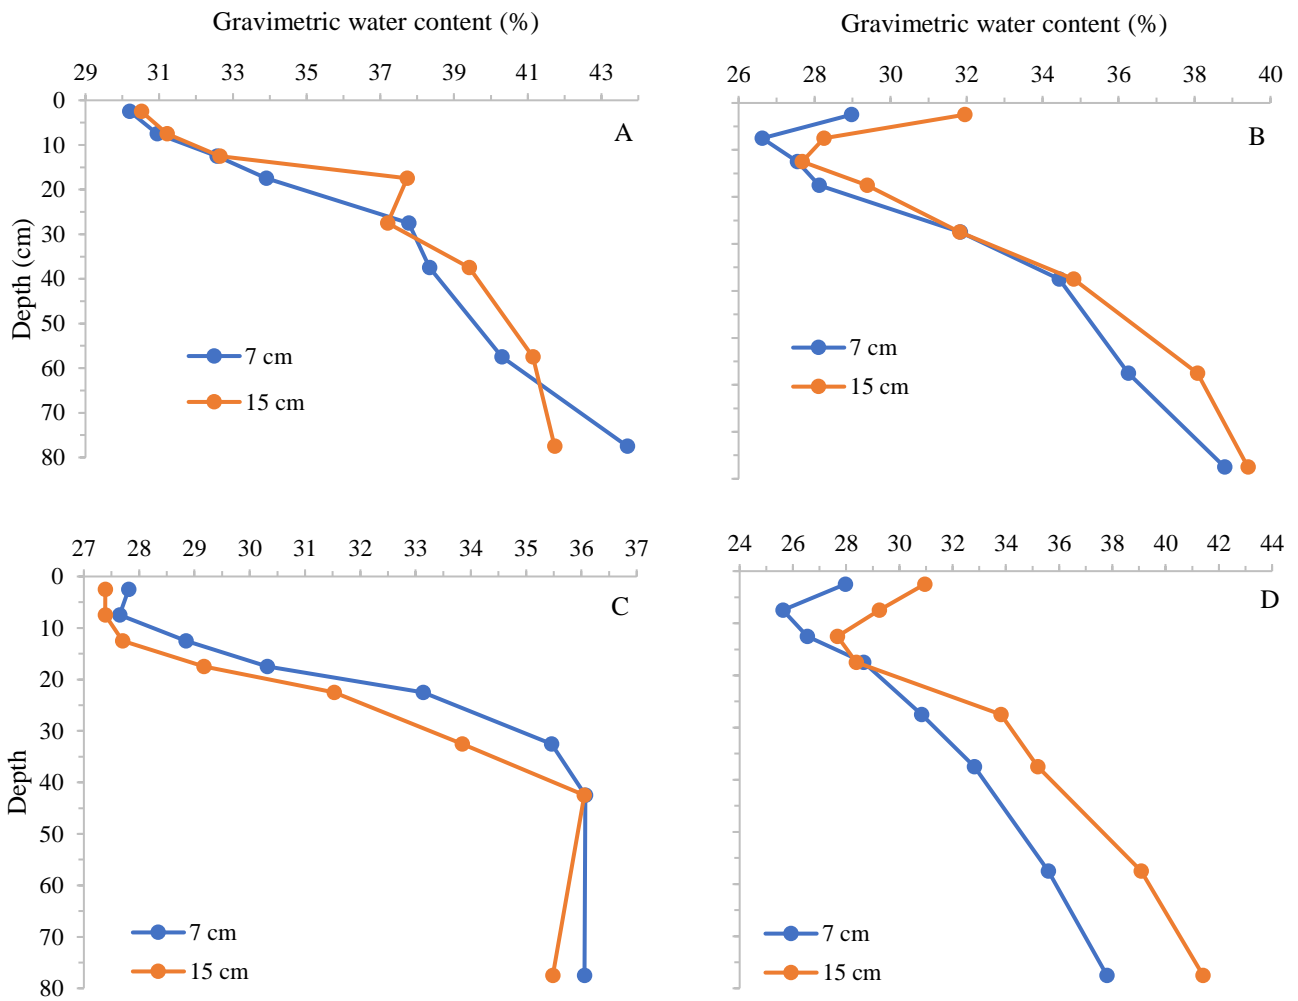 Gravimetric water content (%)
29 31 33 35 37 39 41 43
0
10
20
30
40
50
60
70
80
Depth (cm)
A
7 cm
15 cm
Gravimetric water content (%)
26 28 30 32 34 36 38 40
B
7 cm
15 cm
27 28 29 30 31 32 33 34 35 36 37
0
10
20
30
40
50
60
70
80
Depth
C
7 cm
15 cm
24 26 28 30 32 34 36 38 40 42 44
D
7 cm
15 cm